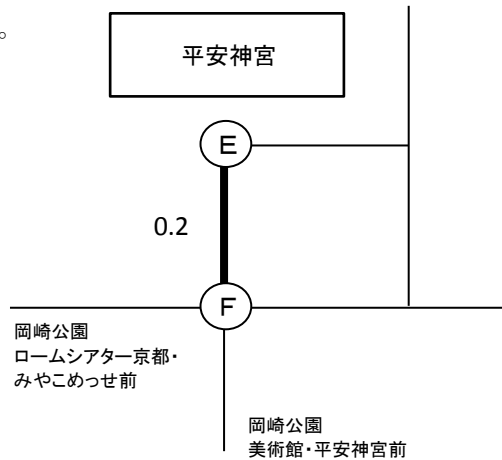 。
平安神宮
E
0.2
F
岡崎公園
ロームシアター京都・
みやこめっせ前
岡崎公園
美術館・平安神宮前